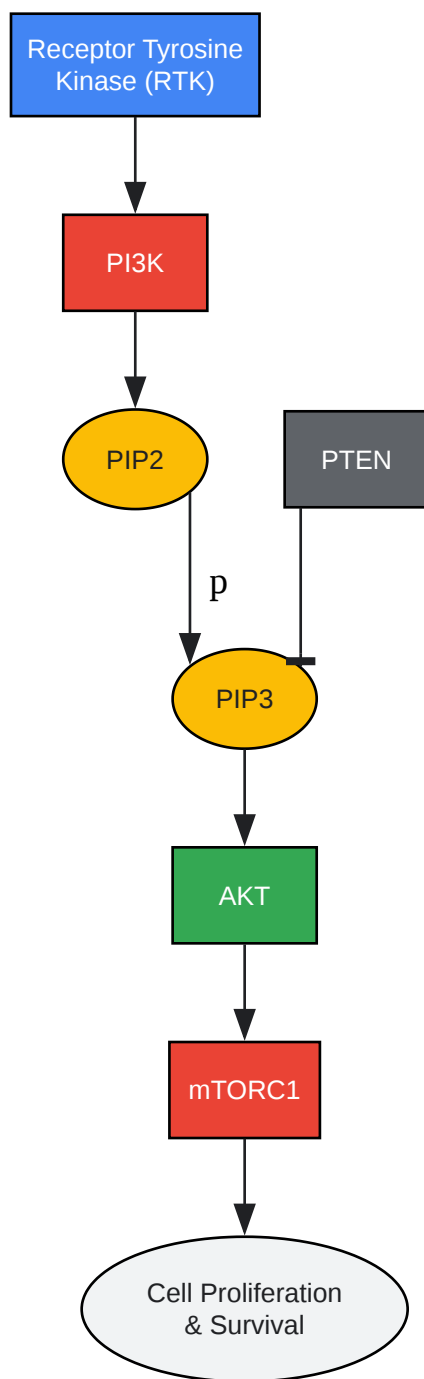 Receptor Tyrosine
Kinase (RTK)
PI3K
PIP2
PTEN
p
PIP3
AKT
mTORC1
Cell Proliferation
& Survival